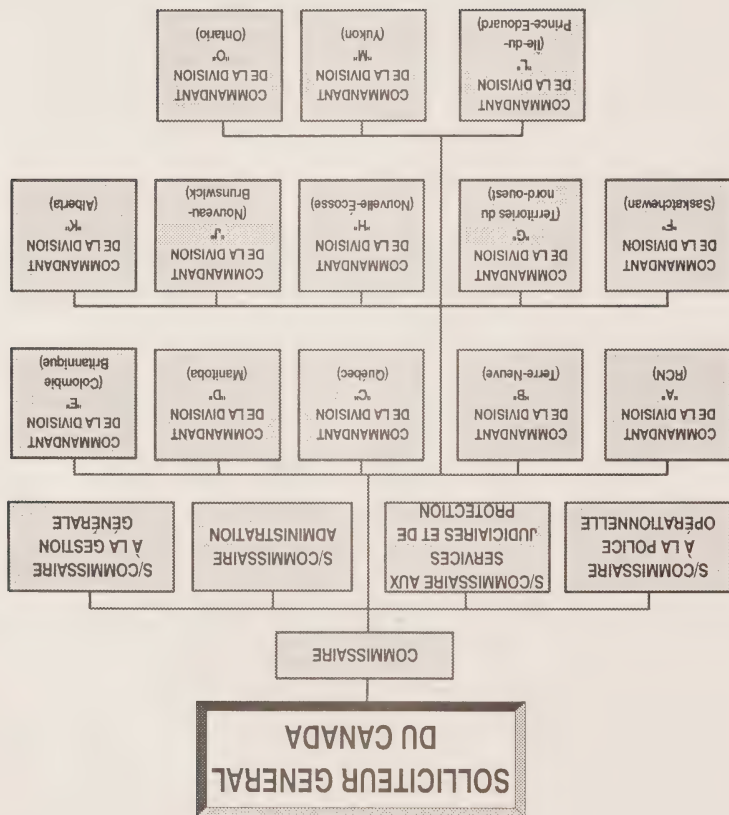 SOLLICITEUR GENERAL
DU CANADA
COMMISSAIRE
S/COMMISSAIRE
À LA POLICE
OPÉRATIONNELLE
S/COMMISSAIRE AUX
SERVICES
JUDICIAIRES ET DE
PROTECTION
S/COMMISSAIRE
ADMINISTRATION
S/COMMISSAIRE
À LA GESTION
GÉNÉRALE
COMMANDANT
DE LA DIVISION
"A"
(RCN)
COMMANDANT
DE LA DIVISION
"B"
(Terre-Neuve)
COMMANDANT
DE LA DIVISION
"C"
(Québec)
COMMANDANT
DE LA DIVISION
"D"
(Manitoba)
COMMANDANT
DE LA DIVISION
"E"
(Colombie
Britannique)
COMMANDANT
DE LA DIVISION
"F"
(Saskatchewan)
COMMANDANT
DE LA DIVISION
"G"
(Territories du
nord-ouest)
COMMANDANT
DE LA DIVISION
"H"
(Nouvelle-Écosse)
COMMANDANT
DE LA DIVISION
"J"
(Nouveau-
Brunswick)
COMMANDANT
DE LA DIVISION
"K"
(Alberta)
COMMANDANT
DE LA DIVISION
"L"
(Île-du-
Prince-Edouard)
COMMANDANT
DE LA DIVISION
"M"
(Yukon)
COMMANDANT
DE LA DIVISION
"O"
(Ontario)